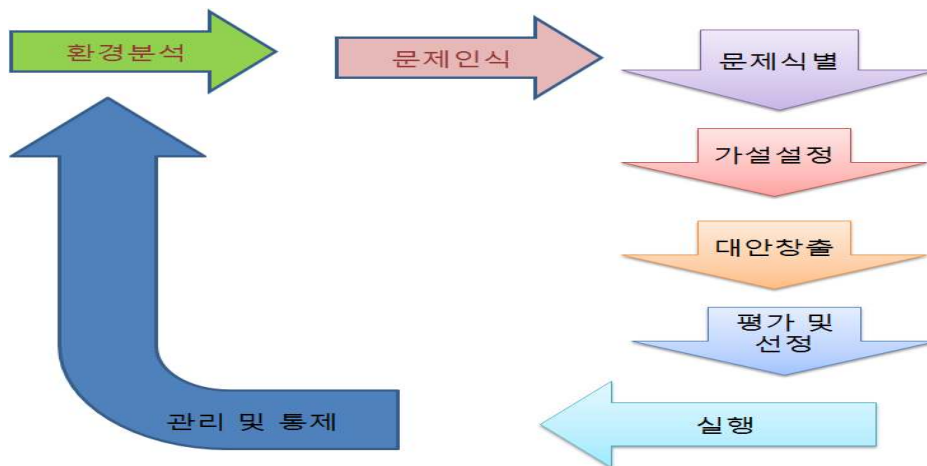 환경분석
문제인식
문제식별
가설설정
대안창출
평가 및
선정
실행
관리 및 통제